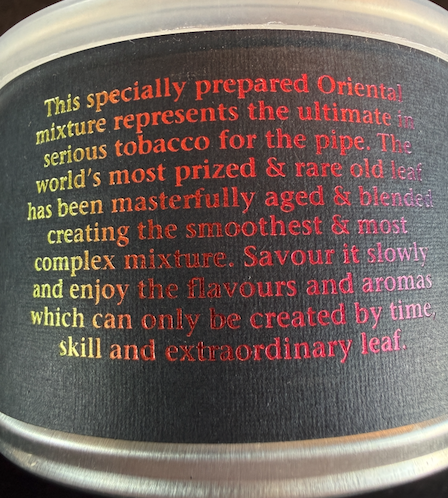 This specially prepared Oriental
mixture represents the ultimate in
serious tobacco for the pipe. The
world's most prized & rare old leaf
has been masterfully aged & blended
creating the smoothest & most
complex mixture. Savour it slowly
and enjoy the flavours and aromas
which can only be created by time,
skill and extraordinary leaf.